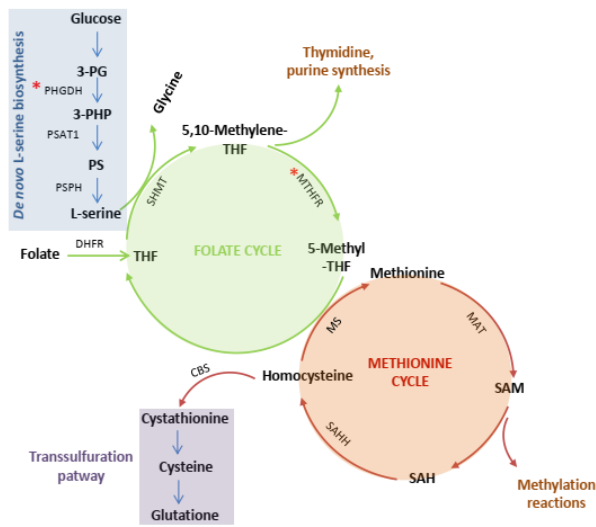 De novo L-serine biosynthesis
Glucose
3-PG
* PHGDH
3-PHP
PSAT1
PS
PSPH
L-serine
Glycine
SHMT
Thymidine,
purine synthesis
5,10-Methylene-
THF
* MTHFR
Folate
DHFR
THF
FOLATE CYCLE
5-Methyl
-THF
Methionine
MS
MAT
METHIONINE
CYCLE
Homocysteine
CBS
SAM
SAHH
SAH
Methylation
reactions
Transsulfuration
patway
Cystathionine
Cysteine
Glutatione